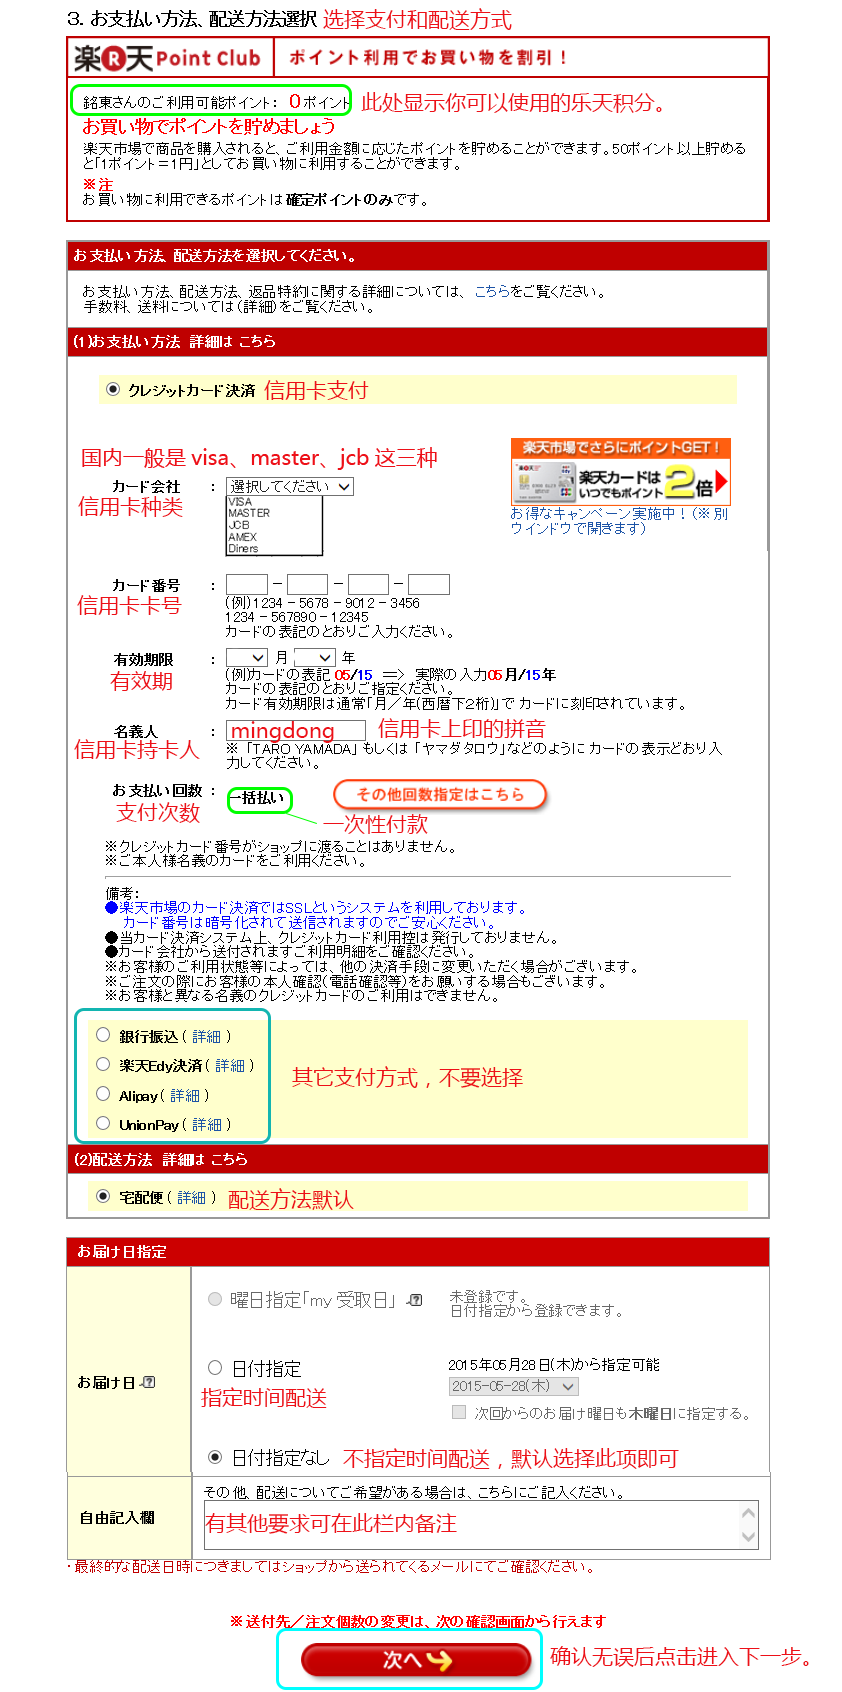 3. お支払い方法、配送方法選択 选择支付和配送方式
楽R天Point Club ポイント利用でお買い物を割引！
銘東さんのご利用可能ポイント： 0ポイント 此处显示你可以使用的乐天积分。
お買い物でポイントを貯めましょう
楽天市場で商品を購入されると、ご利用金額に応じたポイントを貯めることができます。50ポイント以上貯める
と「1ポイント=1円」としてお買い物に利用することができます。
※注
お買い物に利用できるポイントは確定ポイントのみです。
お支払い方法、配送方法を選択してください。
お支払い方法、配送方法、返品特約に関する詳細については、 こちらをご覧ください。
手数料、送料については(詳細)をご覧ください。
(1)お支払い方法 詳細は こちら
クレジットカード決済 信用卡支付
国内一般是 visa、master、jcb 这三种
楽天市場でさらにポイントGET！
楽天カードは
いつでもポイント 2倍
お得なキャンペーン実施中！(※別
ウインドウで開きます)
カード会社 ： 選択してください
信用卡种类
VISA
MASTER
JCB
AMEX
Diners
カード番号 ： - - -
信用卡卡号
(例)1234 - 5678 - 9012 - 3456
1234 - 567890 - 12345
カードの表記のとおりご入力ください。
有効期限 ： 月 年
有效期
(例)カードの表記 05/15 ==> 実際の入力05月/15年
カードの表記のとおりご指定ください。
カード有効期限は通常「月／年(西暦下2桁)」で カードに刻印されています。
名義人 ： mingdong 信用卡上印的拼音
信用卡持卡人
※「TARO YAMADA」 もしくは 「ヤマダタロウ」などのように カードの表示どおり入
力してください。
お支払い回数 ： 一括払い その他回数指定はこちら
支付次数
一次性付款
※クレジットカード番号がショップに渡ることはありません。
※ご本人様名義のカードをご利用ください。
備考:
●楽天市場のカード決済ではSSLというシステムを利用しております。
カード番号は暗号化されて送信されますのでご安心ください。
●当カード決済システム上、クレジットカード利用控は発行しておりません。
●カード会社から送付されますご利用明細をご確認ください。
※お客様のご利用状態等によっては、他の決済手段に変更いただく場合がございます。
※ご注文の際にお客様の本人確認(電話確認等)をお願いする場合もございます。
※お客様と異なる名義のクレジットカードのご利用はできません。
銀行振込 ( 詳細 )
楽天Edy決済 ( 詳細 )
其它支付方式，不要选择
Alipay ( 詳細 )
UnionPay ( 詳細 )
(2)配送方法 詳細は こちら
宅配便 ( 詳細 ) 配送方法默认
お届け日指定
曜日指定「my 受取日」 ?
未登録です。
日付指定から登録できます。
お届け日 ?
日付指定
指定时间配送
2015年05月28日(木)から指定可能
2015-05-28(木)
次回からのお届け曜日も木曜日に指定する。
日付指定なし 不指定时间配送，默认选择此项即可
自由記入欄
その他、配送についてご希望がある場合は、こちらにご記入ください。
有其他要求可在此栏内备注
・最終的な配送日時につきましてはショップから送られてくるメールにてご確認ください。
※送付先／注文個数の変更は、次の確認画面から行えます
次へ 确认无误后点击进入下一步。